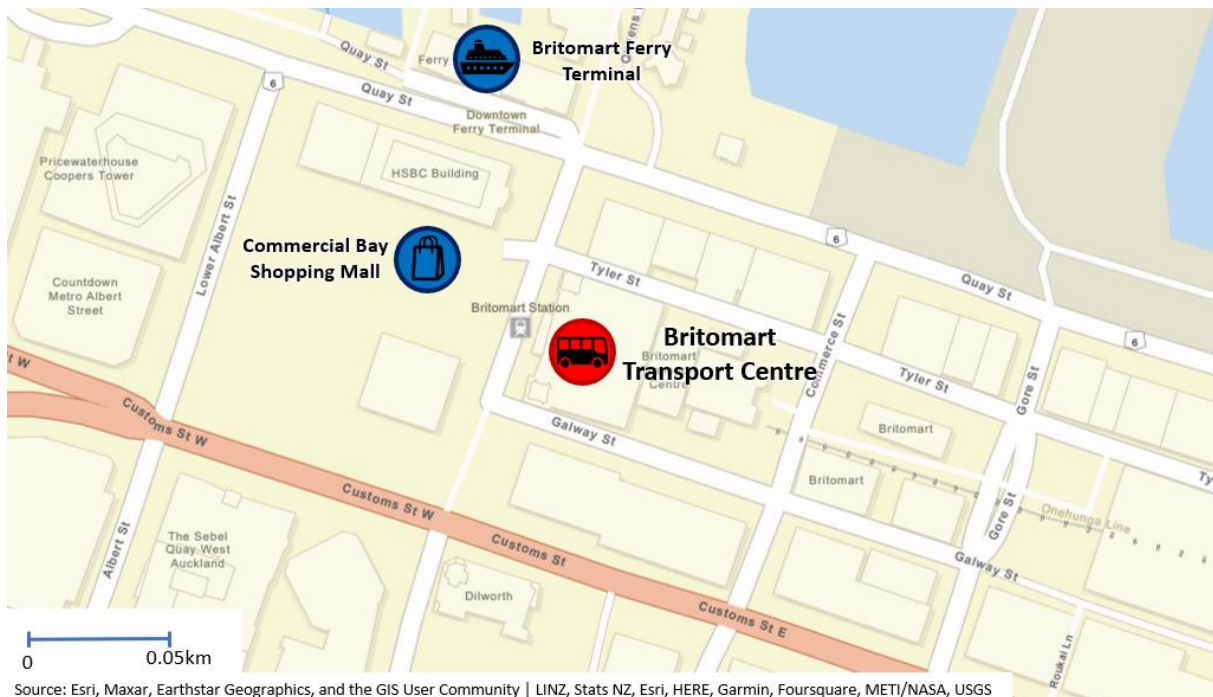 Britomart Ferry
Terminal
Quay St
Ferry
Quay St
Downtown
Ferry Terminal
6
Pricewaterhouse
Coopers Tower
HSBC Building
Lower Albert St
Commercial Bay
Shopping Mall
Countdown
Metro Albert
Street
Tyler St
6
Quay St
6
Britomart Station
Britomart
Transport Centre
Britomart
Centre
Commerce St
Tyler St
Gore St
St W
Customs St W
Galway St
Britomart
Britomart
Customs St W
Customs St
Onehunga Line
Gore St
Ty
The Sebel
Quay West
Auckland
Albert St
Dilworth
Galway St
Customs St E
Roukai Ln
0
0.05km
Source: Esri, Maxar, Earthstar Geographics, and the GIS User Community | LINZ, Stats NZ, Esri, HERE, Garmin, Foursquare, METI/NASA, USGS